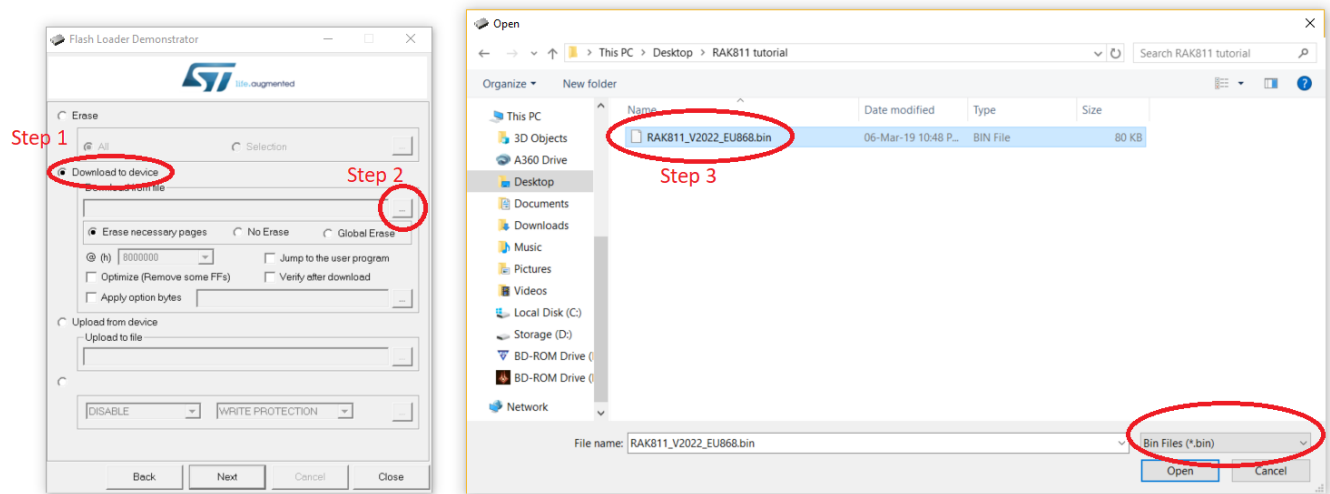 Flash Loader Demonstrator
ST life.augmented
Erase
Step 1
All Selection ...
Download to device
Step 2
Download from file
...
Erase necessary pages No Erase Global Erase
@ (h) 8000000 Jump to the user program
Optimize (Remove some FFs) Verify after download
Apply option bytes ...
Upload from device
Upload to file
...
DISABLE WRITE PROTECTION ...
Back Next Cancel Close
Open
This PC > Desktop > RAK811 tutorial Search RAK811 tutorial
Organize New folder
Name Date modified Type Size
RAK811_V2022_EU868.bin 06-Mar-19 10:48 P... BIN File 80 KB
Step 3
This PC
3D Objects
A360 Drive
Desktop
Documents
Downloads
Music
Pictures
Videos
Local Disk (C:)
Storage (D:)
BD-ROM Drive (
BD-ROM Drive (
Network
File name: RAK811_V2022_EU868.bin Bin Files (*.bin)
Open Cancel